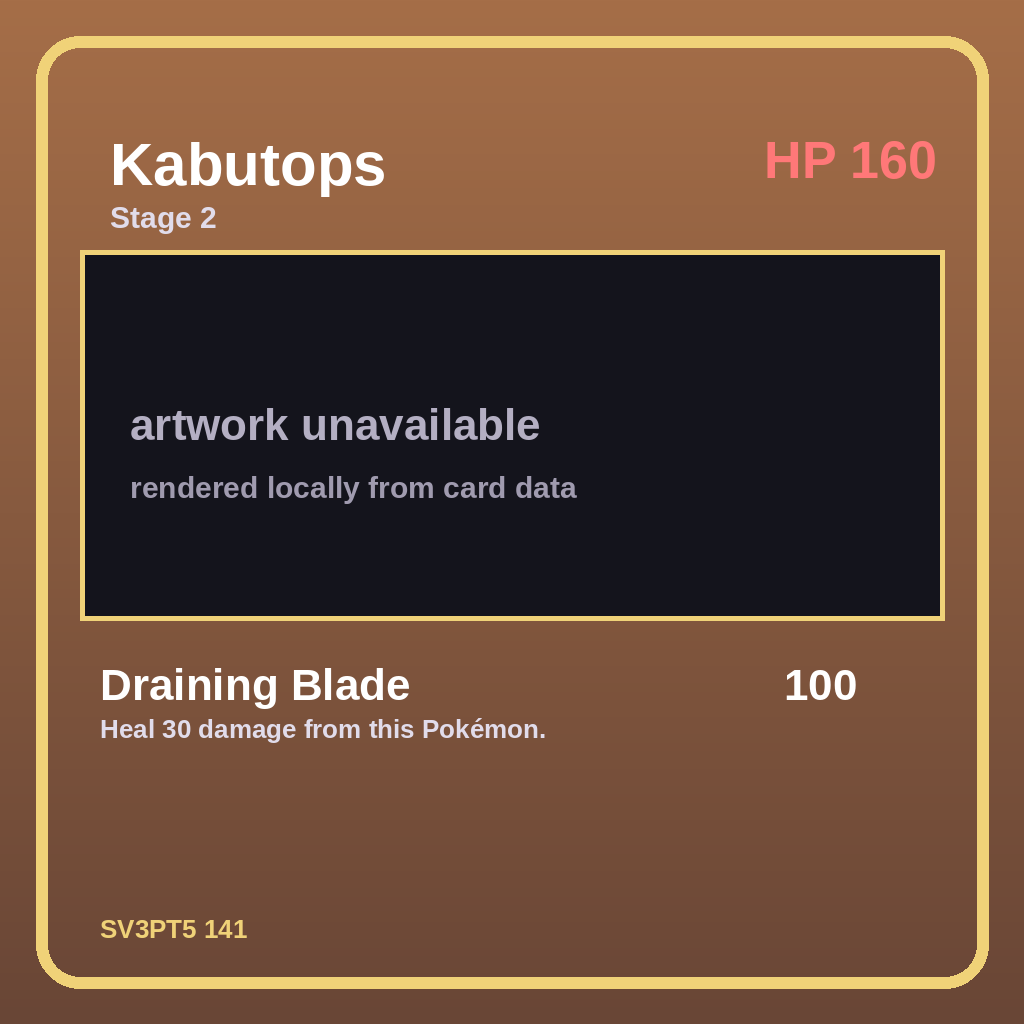 Kabutops
HP 160
Stage 2
artwork unavailable
rendered locally from card data
Draining Blade
100
Heal 30 damage from this Pokémon.
SV3PT5 141